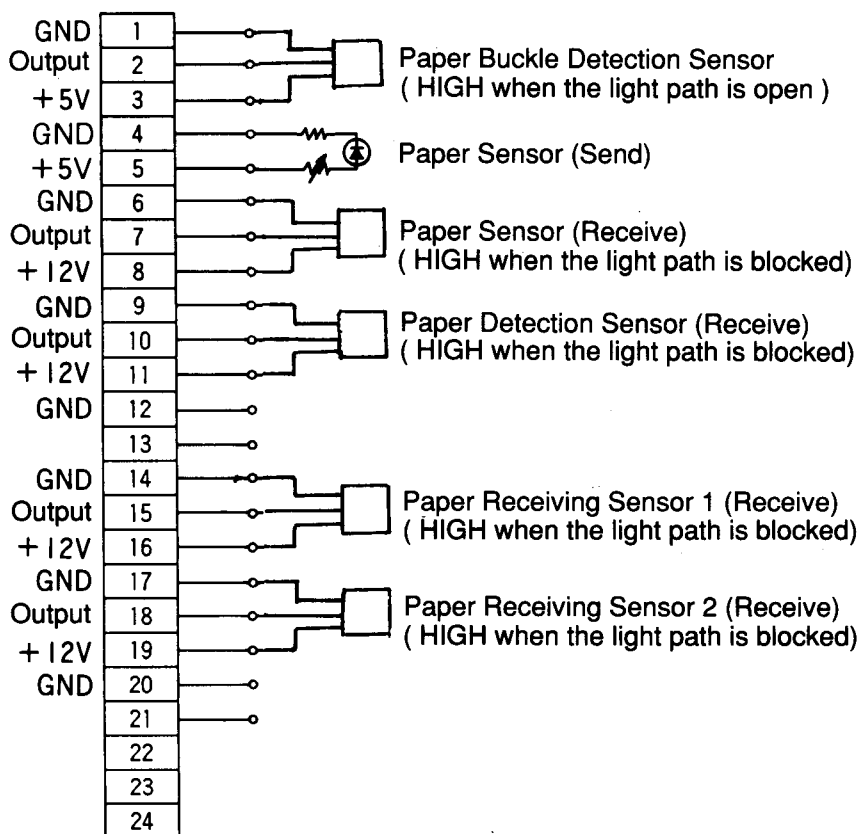 GND 1
Output 2 Paper Buckle Detection Sensor
+5V 3 ( HIGH when the light path is open )
GND 4
+5V 5 Paper Sensor (Send)
GND 6
Output 7 Paper Sensor (Receive)
+12V 8 ( HIGH when the light path is blocked)
GND 9
Output 10 Paper Detection Sensor (Receive)
+12V 11 ( HIGH when the light path is blocked)
GND 12
13
GND 14
Output 15 Paper Receiving Sensor 1 (Receive)
+12V 16 ( HIGH when the light path is blocked)
GND 17
Output 18 Paper Receiving Sensor 2 (Receive)
+12V 19 ( HIGH when the light path is blocked)
GND 20
21
22
23
24